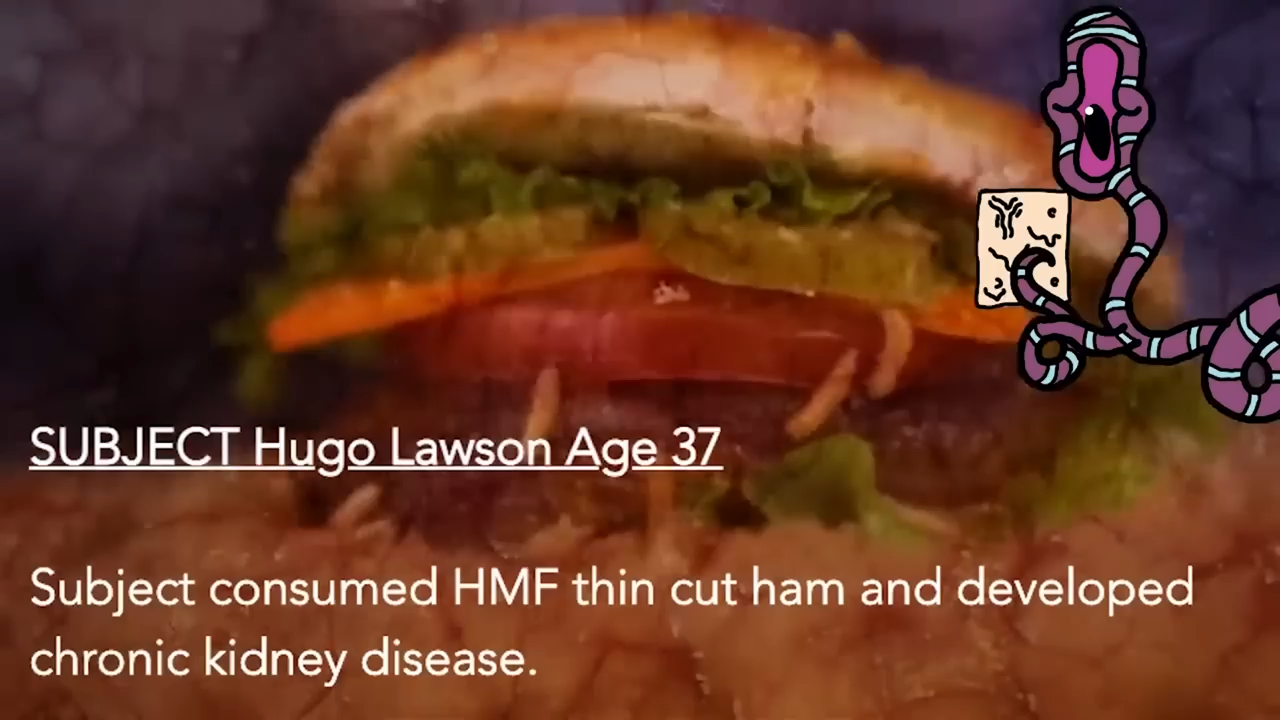 SUBJECT Hugo Lawson Age 37
Subject consumed HMF thin cut ham and developed
chronic kidney disease.